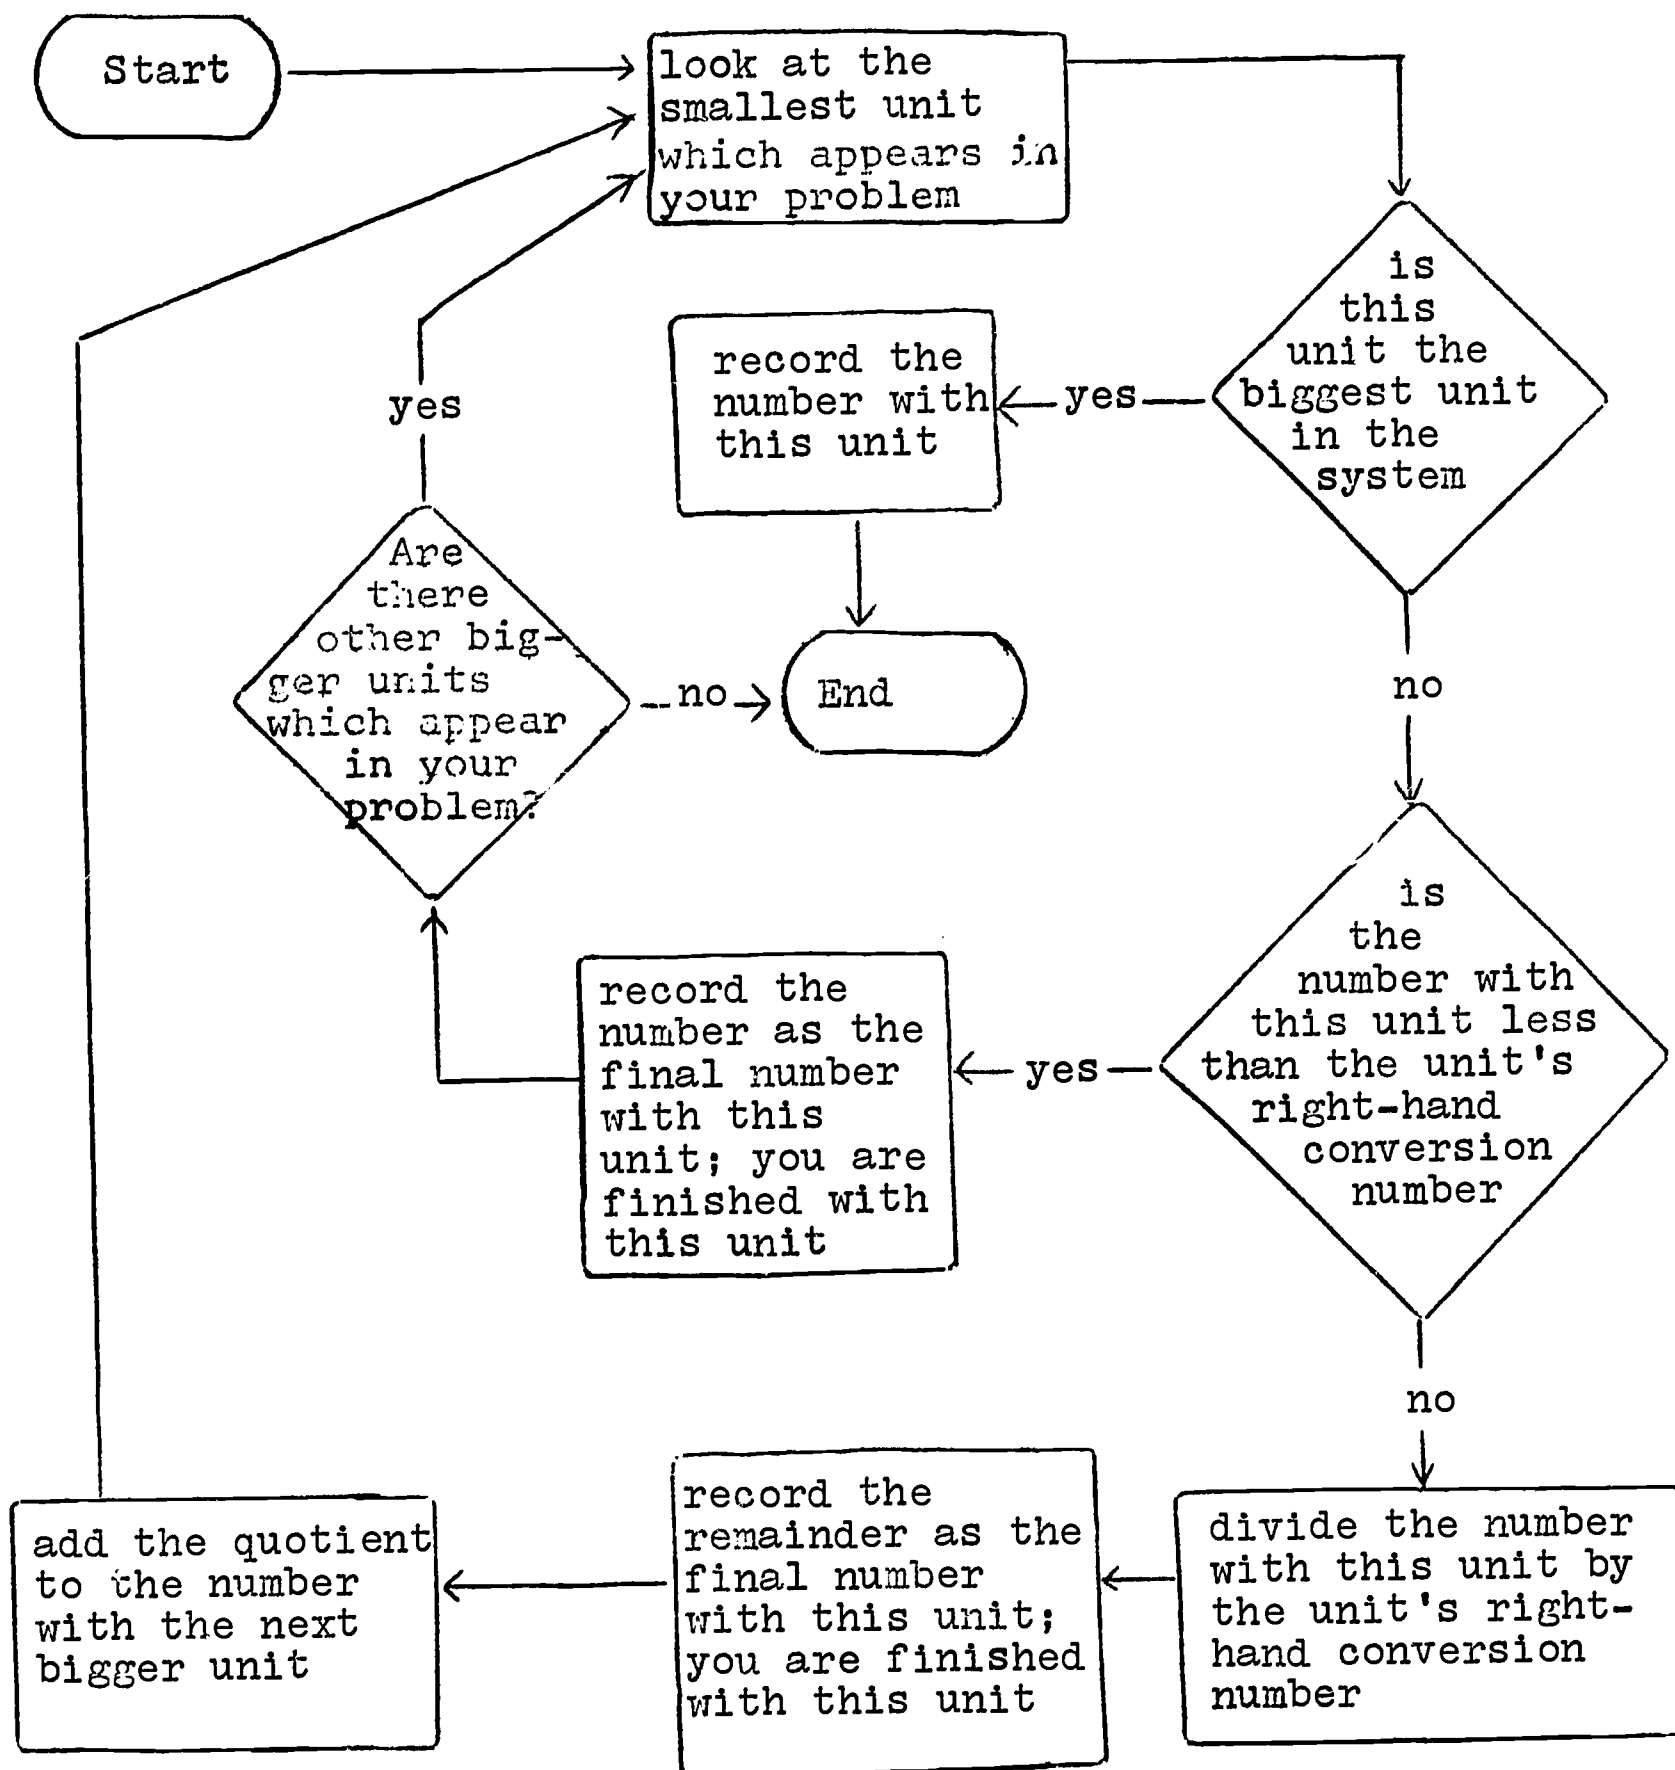 Start
look at the
smallest unit
which appears in
your problem
is
this
unit the
biggest unit
in the
system
yes
record the
number with
this unit
yes
Are
there
other big-
ger units
which appear
in your
problem?
no
End
no
is
the
number with
this unit less
than the unit's
right-hand
conversion
number
yes
record the
number as the
final number
with this
unit; you are
finished with
this unit
no
divide the number
with this unit by
the unit's right-
hand conversion
number
record the
remainder as the
final number
with this unit;
you are finished
with this unit
add the quotient
to the number
with the next
bigger unit